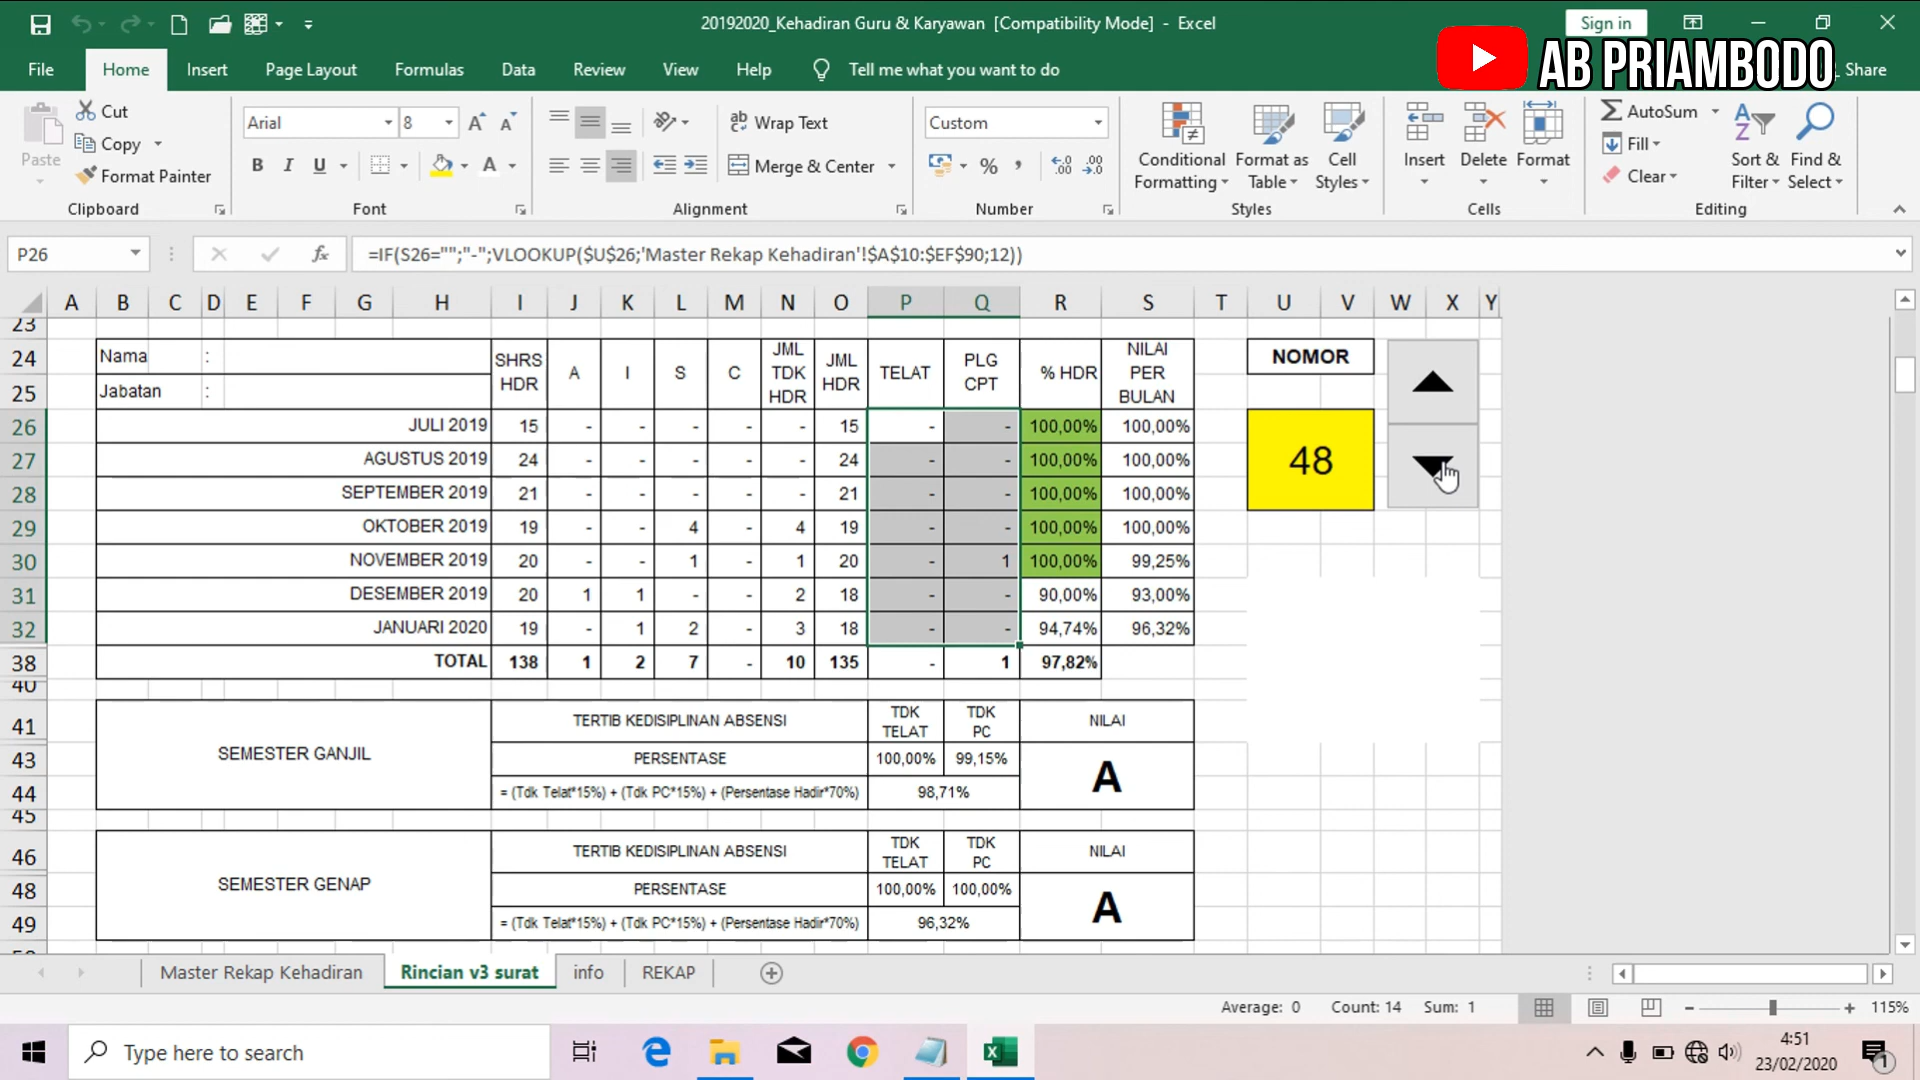 20192020_Kehadiran Guru & Karyawan [Compatibility Mode] - Excel
Sign in
AB PRIAMBODO
File Home Insert Page Layout Formulas Data Review View Help Tell me what you want to do Share
Paste
Cut
Copy
Format Painter
Clipboard
Arial 8
B I U
Font
Wrap Text
Merge & Center
Alignment
Custom
%
Number
Conditional Formatting
Format as Table
Cell Styles
Styles
Insert
Delete
Format
Cells
AutoSum
Fill
Clear
Sort & Filter
Find & Select
Editing
P26 fx =IF(S26="";"-";VLOOKUP($U$26;'Master Rekap Kehadiran'!$A$10:$EF$90;12))
A B C D E F G H I J K L M N O P Q R S T U V W X Y
23
24 Nama : SHRS HDR A I S C JML TDK HDR JML HDR TELAT PLG CPT % HDR NILAI PER BULAN NOMOR
25 Jabatan :
26 JULI 2019 15 - - - - - 15 - - 100,00% 100,00% 48
27 AGUSTUS 2019 24 - - - - - 24 - - 100,00% 100,00%
28 SEPTEMBER 2019 21 - - - - - 21 - - 100,00% 100,00%
29 OKTOBER 2019 19 - - 4 - 4 19 - - 100,00% 100,00%
30 NOVEMBER 2019 20 - - 1 - 1 20 - 1 100,00% 99,25%
31 DESEMBER 2019 20 1 1 - - 2 18 - - 90,00% 93,00%
32 JANUARI 2020 19 - 1 2 - 3 18 - - 94,74% 96,32%
38 TOTAL 138 1 2 7 - 10 135 - 1 97,82%
40
41 SEMESTER GANJIL TERTIB KEDISIPLINAN ABSENSI TDK TELAT TDK PC NILAI
43 PERSENTASE 100,00% 99,15% A
44 = (Tdk Telat*15%) + (Tdk PC*15%) + (Persentase Hadir*70%) 98,71%
45
46 SEMESTER GENAP TERTIB KEDISIPLINAN ABSENSI TDK TELAT TDK PC NILAI
48 PERSENTASE 100,00% 100,00% A
49 = (Tdk Telat*15%) + (Tdk PC*15%) + (Persentase Hadir*70%) 96,32%
Master Rekap Kehadiran Rincian v3 surat info REKAP
Average: 0 Count: 14 Sum: 1 115%
Type here to search
4:51
23/02/2020
1